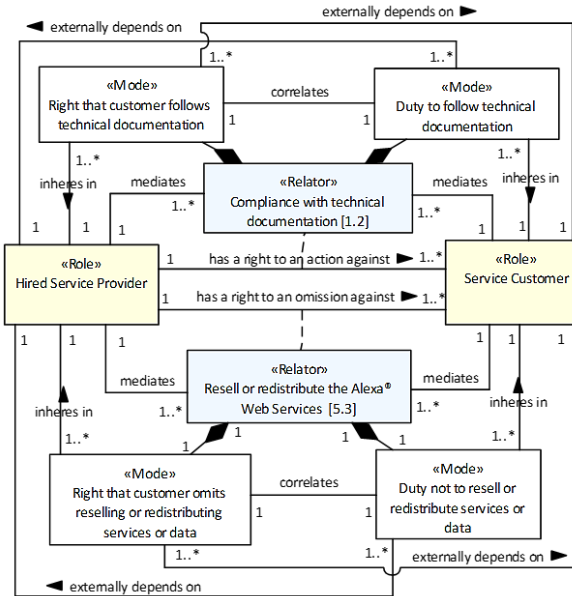 externally depends on
externally depends on
1..*
1..*
«Mode»
Right that customer follows
technical documentation
correlates
1
1
«Mode»
Duty to follow technical
documentation
1..*
1..*
inheres in
inheres in
mediates
1..*
«Relator»
Compliance with technical
documentation [1.2]
mediates
1..*
1
1
1
1
1
1
«Role»
Hired Service Provider
1
has a right to an action against
1..*
«Role»
Service Customer
1
has a right to an omission against
1..*
1
1
1
1
1
1
«Relator»
Resell or redistribute the Alexa®
Web Services [5.3]
mediates
1..*
mediates
1..*
inheres in
inheres in
1..*
1..*
1
1
1
1
«Mode»
Right that customer omits
reselling or redistributing
services or data
correlates
1
1
«Mode»
Duty not to resell or
redistribute services or
data
1..*
1..*
externally depends on
externally depends on